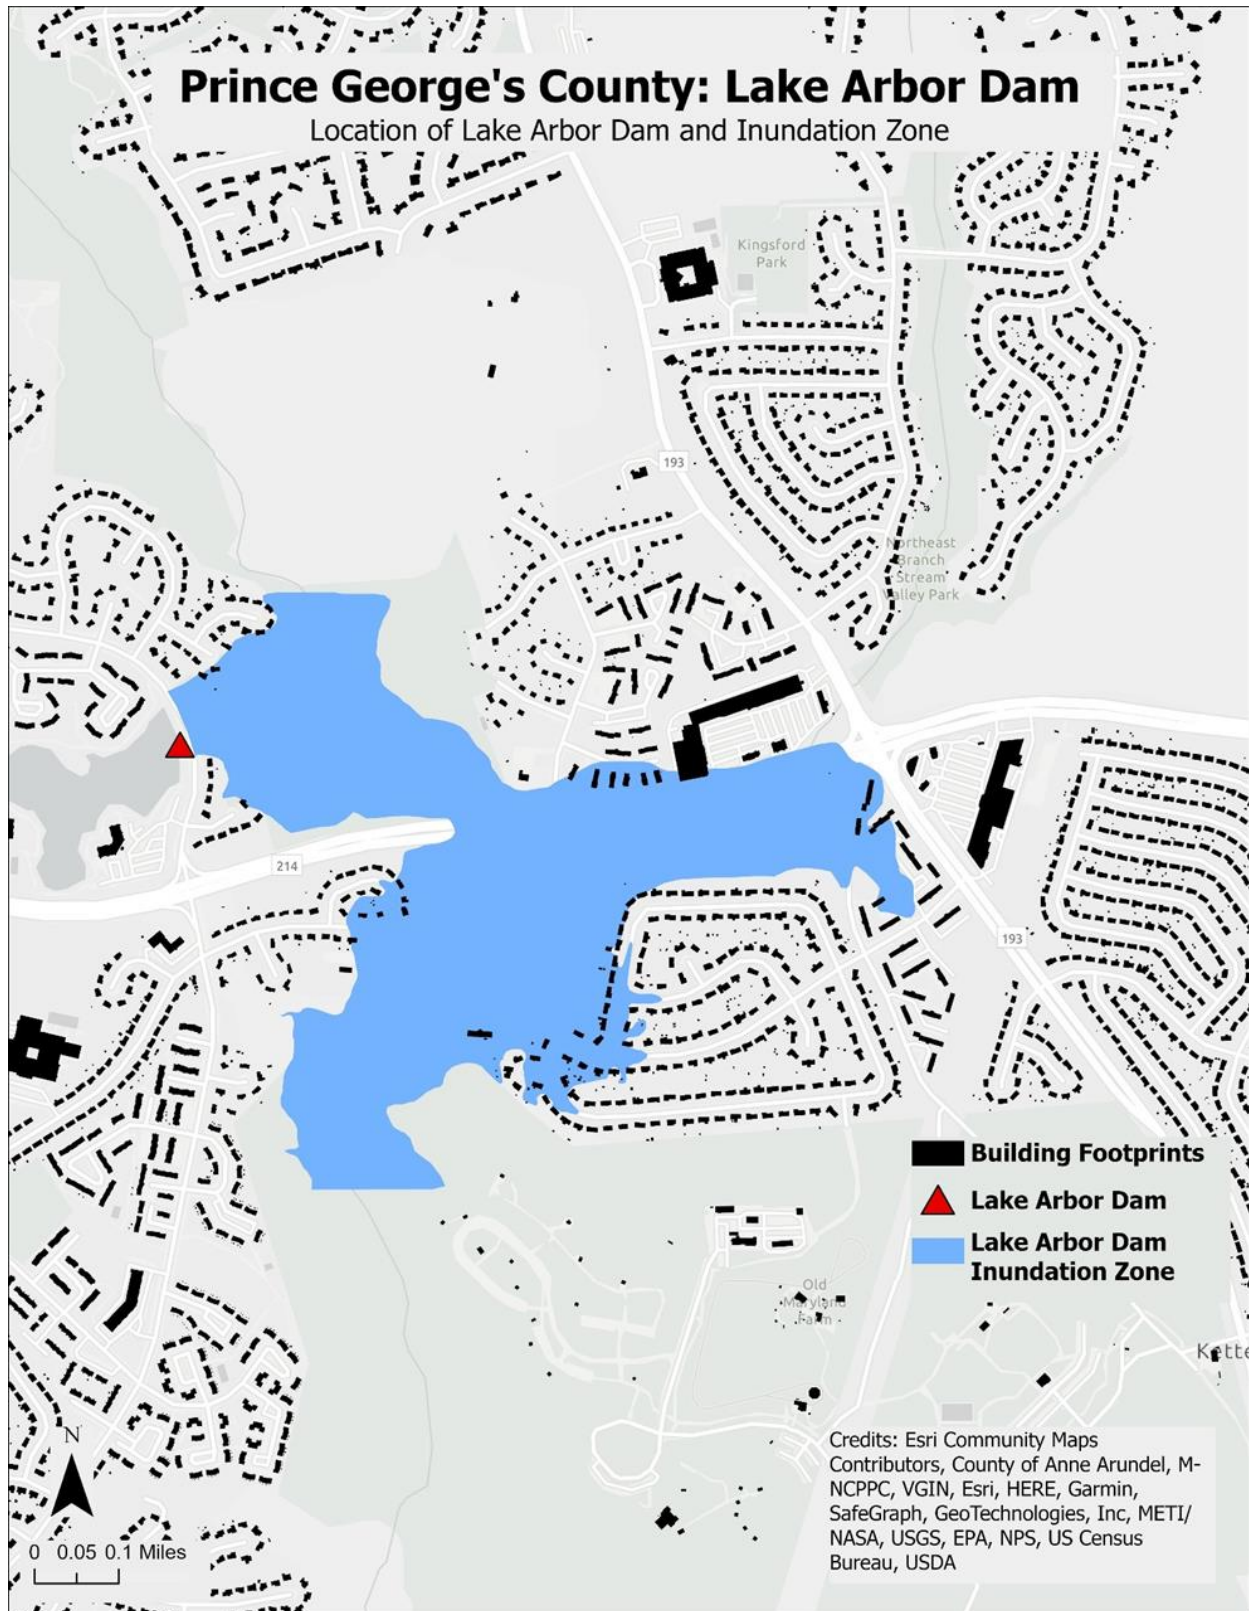 Prince George's County: Lake Arbor Dam
Location of Lake Arbor Dam and Inundation Zone
Kingsford
Park
193
Northeast
Branch
Stream
Valley Park
214
193
Building Footprints
Lake Arbor Dam
Lake Arbor Dam
Inundation Zone
Old
Maryland
Farm
Kette
N
0 0.05 0.1 Miles
Credits: Esri Community Maps
Contributors, County of Anne Arundel, M-
NCPPC, VGIN, Esri, HERE, Garmin,
SafeGraph, GeoTechnologies, Inc, METI/
NASA, USGS, EPA, NPS, US Census
Bureau, USDA